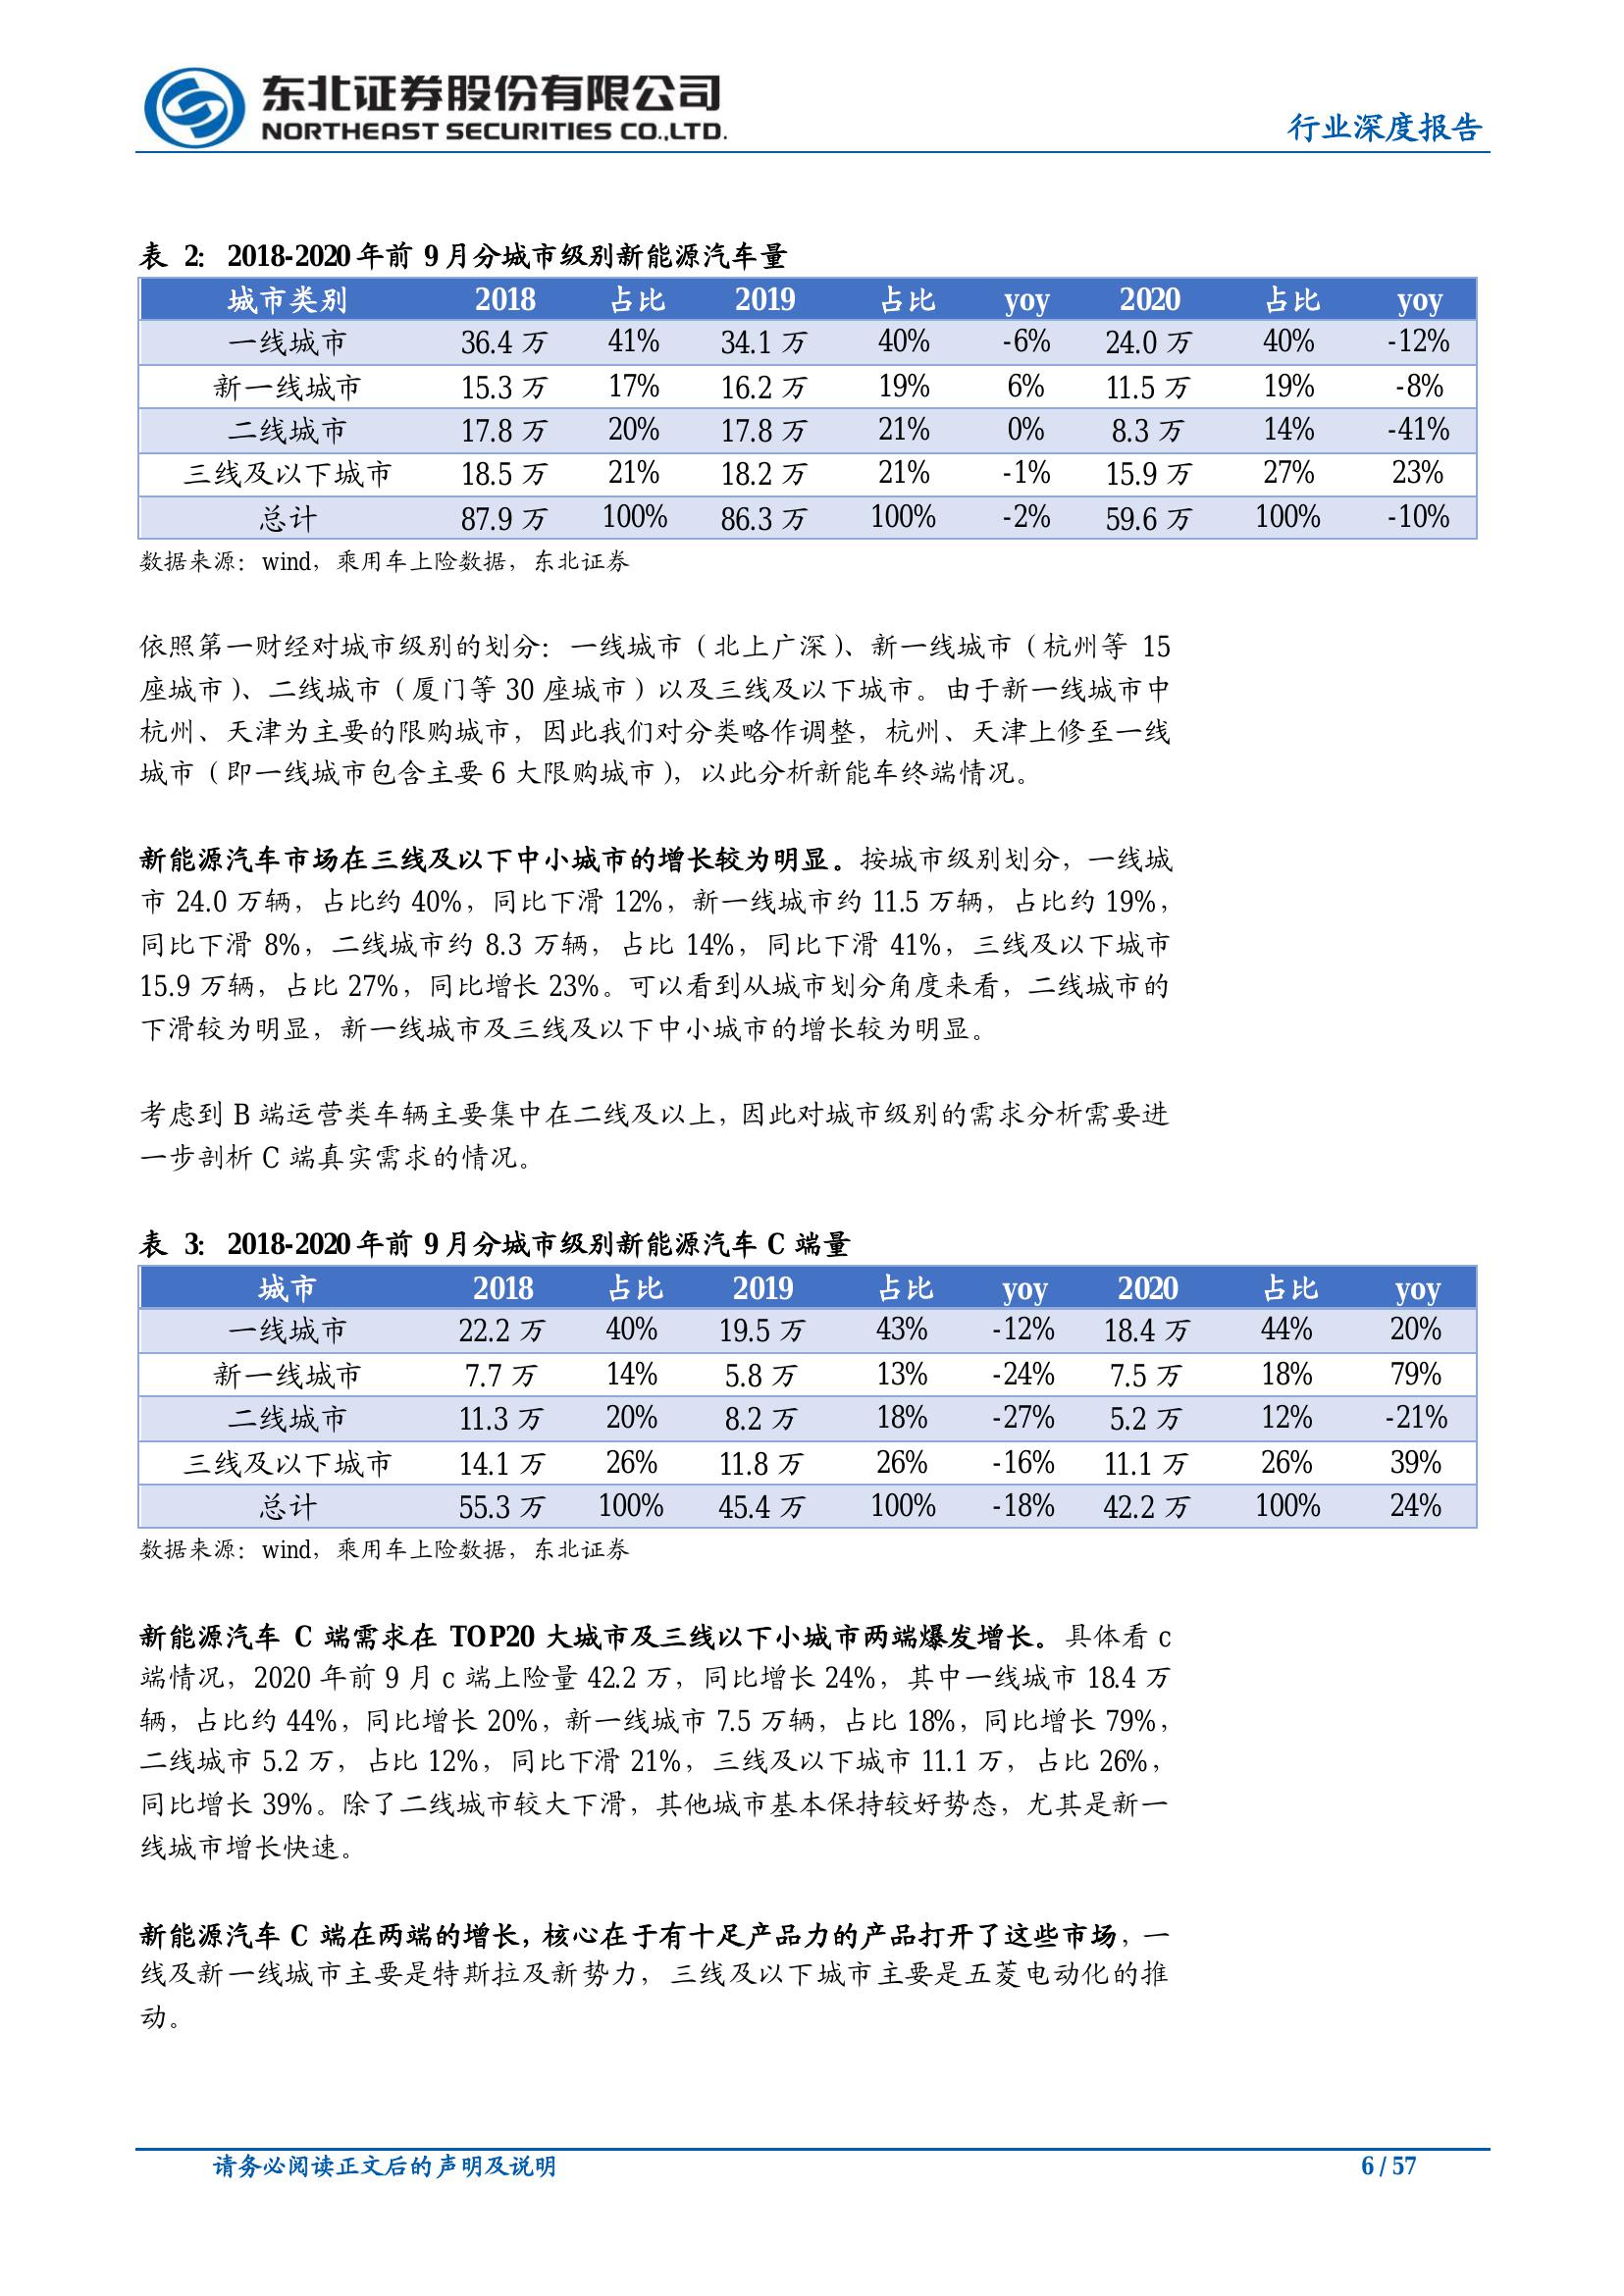 东北证券股份有限公司
NORTHEAST SECURITIES CO.,LTD.
行业深度报告
表 2: 2018-2020 年前 9 月分城市级别新能源汽车量
城市类别 2018 占比 2019 占比 yoy 2020 占比 yoy
一线城市 36.4 万 41% 34.1 万 40% -6% 24.0 万 40% -12%
新一线城市 15.3 万 17% 16.2 万 19% 6% 11.5 万 19% -8%
二线城市 17.8 万 20% 17.8 万 21% 0% 8.3 万 14% -41%
三线及以下城市 18.5 万 21% 18.2 万 21% -1% 15.9 万 27% 23%
总计 87.9 万 100% 86.3 万 100% -2% 59.6 万 100% -10%
数据来源：wind，乘用车上险数据，东北证券
依照第一财经对城市级别的划分：一线城市（北上广深）、新一线城市（杭州等 15
座城市）、二线城市（厦门等 30 座城市）以及三线及以下城市。由于新一线城市中
杭州、天津为主要的限购城市，因此我们对分类略作调整，杭州、天津上修至一线
城市（即一线城市包含主要 6 大限购城市），以此分析新能车终端情况。
新能源汽车市场在三线及以下中小城市的增长较为明显。按城市级别划分，一线城
市 24.0 万辆，占比约 40%，同比下滑 12%，新一线城市约 11.5 万辆，占比约 19%，
同比下滑 8%，二线城市约 8.3 万辆，占比 14%，同比下滑 41%，三线及以下城市
15.9 万辆，占比 27%，同比增长 23%。可以看到从城市划分角度来看，二线城市的
下滑较为明显，新一线城市及三线及以下中小城市的增长较为明显。
考虑到 B 端运营类车辆主要集中在二线及以上，因此对城市级别的需求分析需要进
一步剖析 C 端真实需求的情况。
表 3: 2018-2020 年前 9 月分城市级别新能源汽车 C 端量
城市 2018 占比 2019 占比 yoy 2020 占比 yoy
一线城市 22.2 万 40% 19.5 万 43% -12% 18.4 万 44% 20%
新一线城市 7.7 万 14% 5.8 万 13% -24% 7.5 万 18% 79%
二线城市 11.3 万 20% 8.2 万 18% -27% 5.2 万 12% -21%
三线及以下城市 14.1 万 26% 11.8 万 26% -16% 11.1 万 26% 39%
总计 55.3 万 100% 45.4 万 100% -18% 42.2 万 100% 24%
数据来源：wind，乘用车上险数据，东北证券
新能源汽车 C 端需求在 TOP20 大城市及三线以下小城市两端爆发增长。具体看 c
端情况，2020 年前 9 月 c 端上险量 42.2 万，同比增长 24%，其中一线城市 18.4 万
辆，占比约 44%，同比增长 20%，新一线城市 7.5 万辆，占比 18%，同比增长 79%，
二线城市 5.2 万，占比 12%，同比下滑 21%，三线及以下城市 11.1 万，占比 26%，
同比增长 39%。除了二线城市较大下滑，其他城市基本保持较好势态，尤其是新一
线城市增长快速。
新能源汽车 C 端在两端的增长，核心在于有十足产品力的产品打开了这些市场，一
线及新一线城市主要是特斯拉及新势力，三线及以下城市主要是五菱电动化的推
动。
请务必阅读正文后的声明及说明 6 / 57